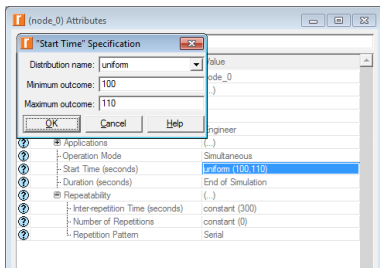 (node_0) Attributes
"Start Time" Specification
Distribution name: uniform
Minimum outcome: 100
Maximum outcome: 110
OK Cancel Help
Value
node_0
(...)
Engineer
Applications (...)
Operation Mode Simultaneous
Start Time (seconds) uniform (100,110)
Duration (seconds) End of Simulation
Repeatability (...)
Inter-repetition Time (seconds) constant (300)
Number of Repetitions constant (0)
Repetition Pattern Serial